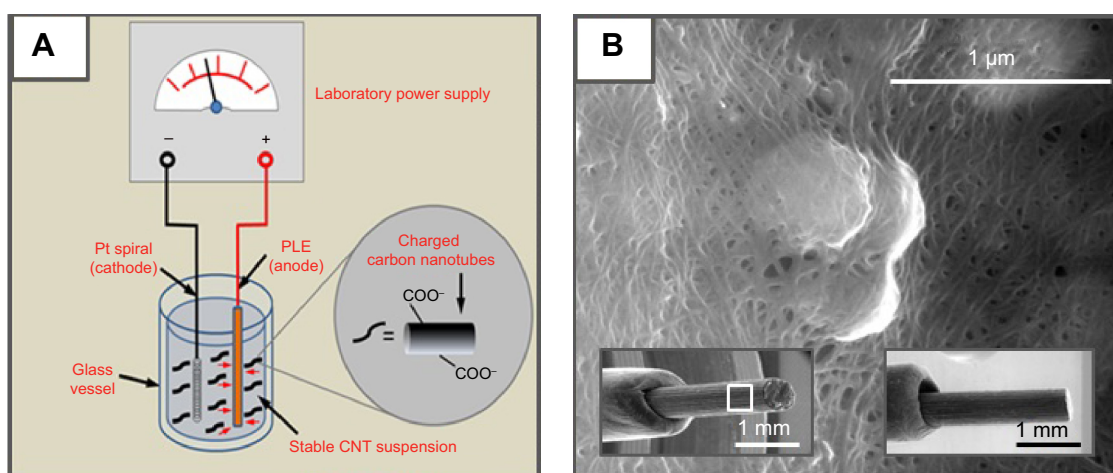 A
Laboratory power supply
–
+
Pt spiral
(cathode)
PLE
(anode)
Charged
carbon nanotubes
COO⁻
=
COO⁻
Glass
vessel
Stable CNT suspension
B
1 µm
1 mm
1 mm